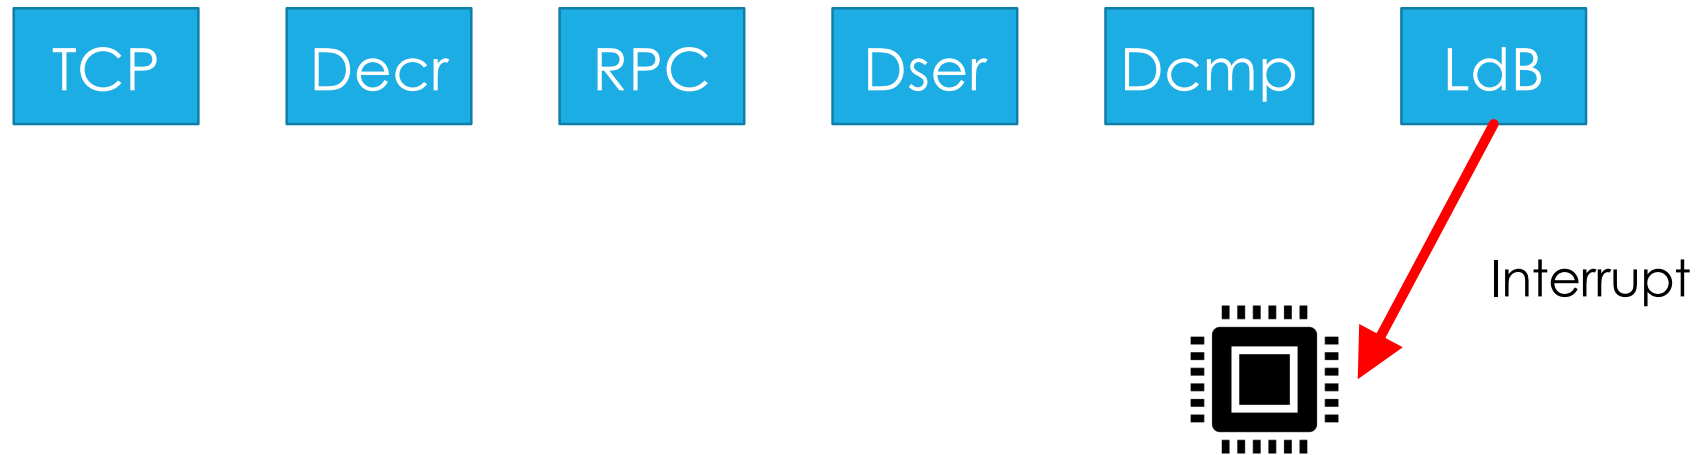 TCP
Decr
RPC
Dser
Dcmp
LdB
Interrupt